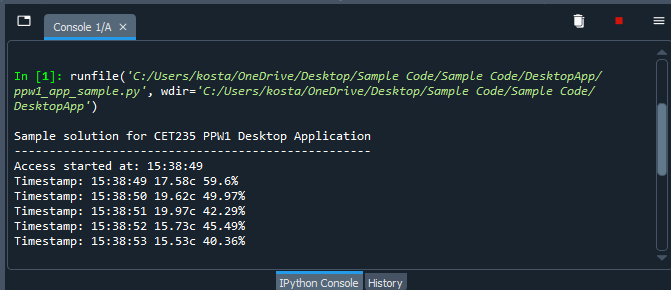 Console 1/A
In [1]: runfile('C:/Users/kosta/OneDrive/Desktop/Sample Code/Sample Code/DesktopApp/
ppw1_app_sample.py', wdir='C:/Users/kosta/OneDrive/Desktop/Sample Code/Sample Code/
DesktopApp')
Sample solution for CET235 PPW1 Desktop Application
---------------------------------------------------
Access started at: 15:38:49
Timestamp: 15:38:49 17.58c 59.6%
Timestamp: 15:38:50 19.62c 49.97%
Timestamp: 15:38:51 19.97c 42.29%
Timestamp: 15:38:52 15.73c 45.49%
Timestamp: 15:38:53 15.53c 40.36%
IPython Console History